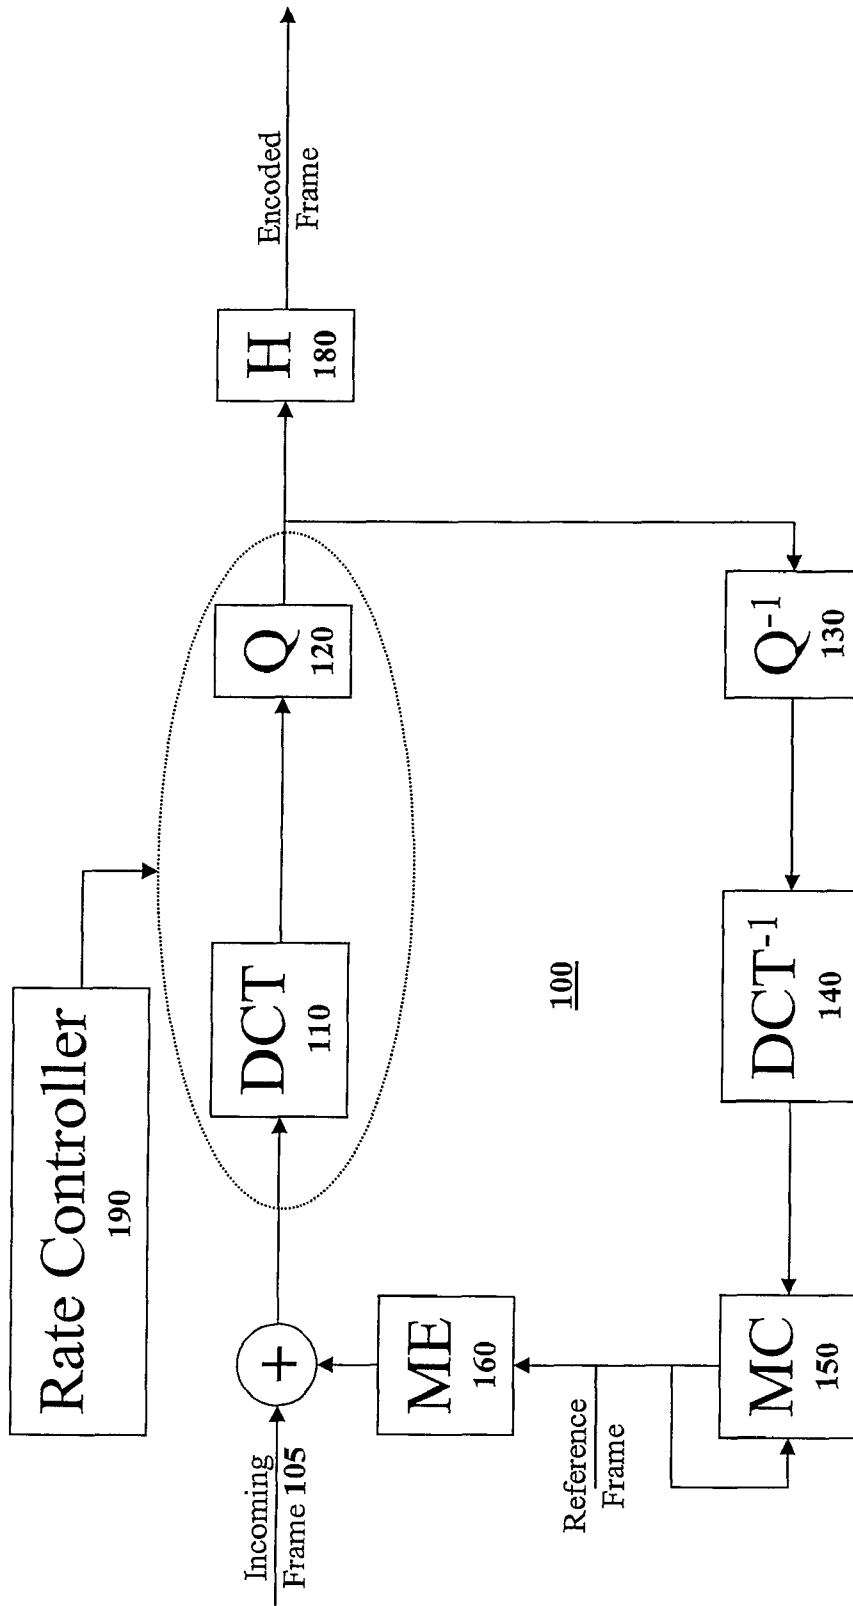 Rate Controller
190
Incoming
Frame 105
DCT
110
Q
120
H
180
Encoded
Frame
ME
160
100
Reference
Frame
MC
150
DCT-1
140
Q-1
130